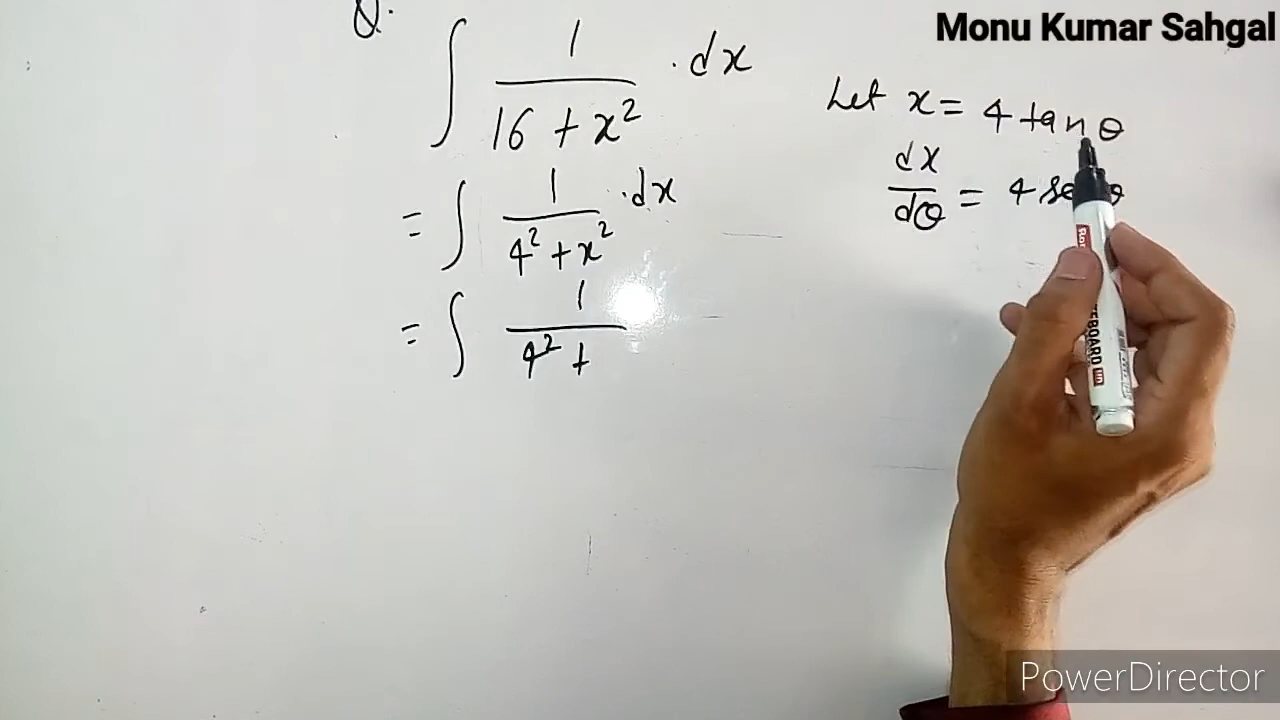 Monu Kumar Sahgal
Q.
∫ 1/(16 + x²) . dx
= ∫ 1/(4² + x²) . dx
= ∫ 1/(4² +
Let x = 4 tan θ
dx/dθ = 4
PowerDirector